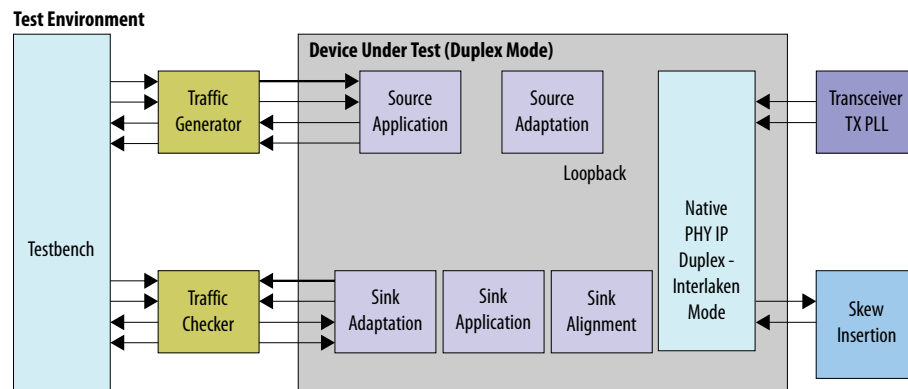 Test Environment
Device Under Test (Duplex Mode)
Traffic
Generator
Source
Application
Source
Adaptation
Transceiver
TX PLL
Loopback
Testbench
Native
PHY IP
Duplex -
Interlaken
Mode
Traffic
Checker
Sink
Adaptation
Sink
Application
Sink
Alignment
Skew
Insertion